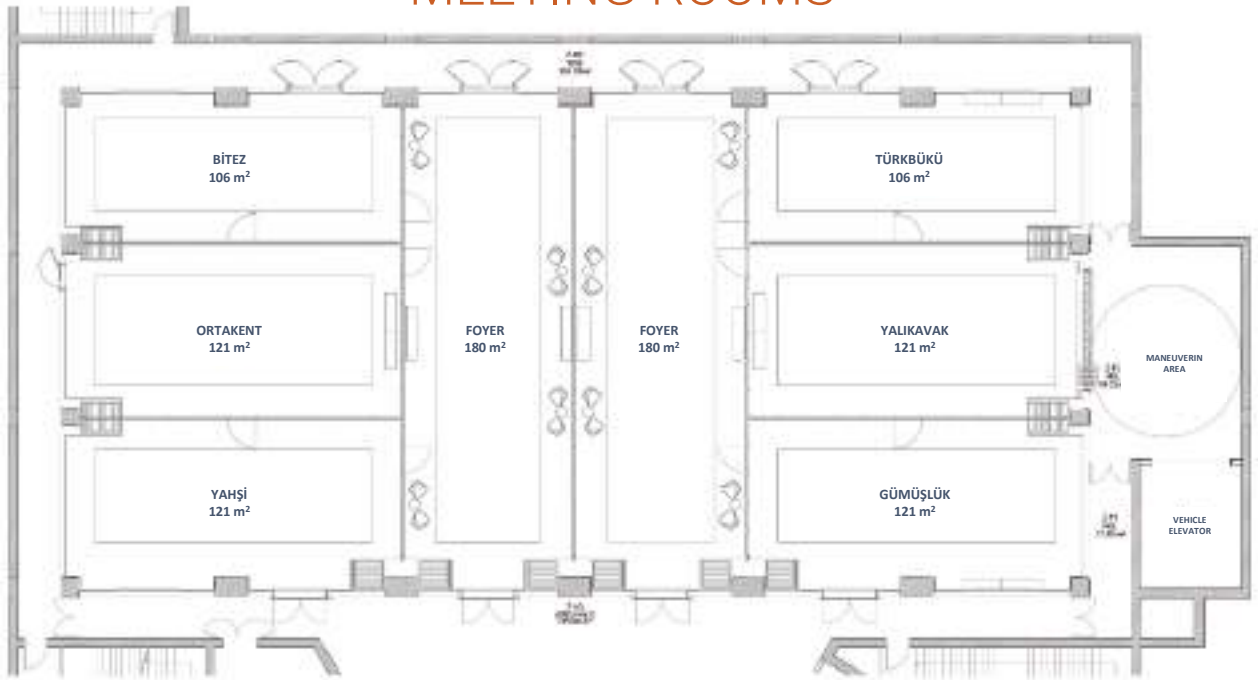 MEETING ROOMS
BİTEZ
106 m²
TÜRKBÜKÜ
106 m²
ORTAKENT
121 m²
FOYER
180 m²
FOYER
180 m²
YALIKAVAK
121 m²
MANEUVERIN
AREA
YAHŞİ
121 m²
GÜMÜŞLÜK
121 m²
VEHICLE
ELEVATOR